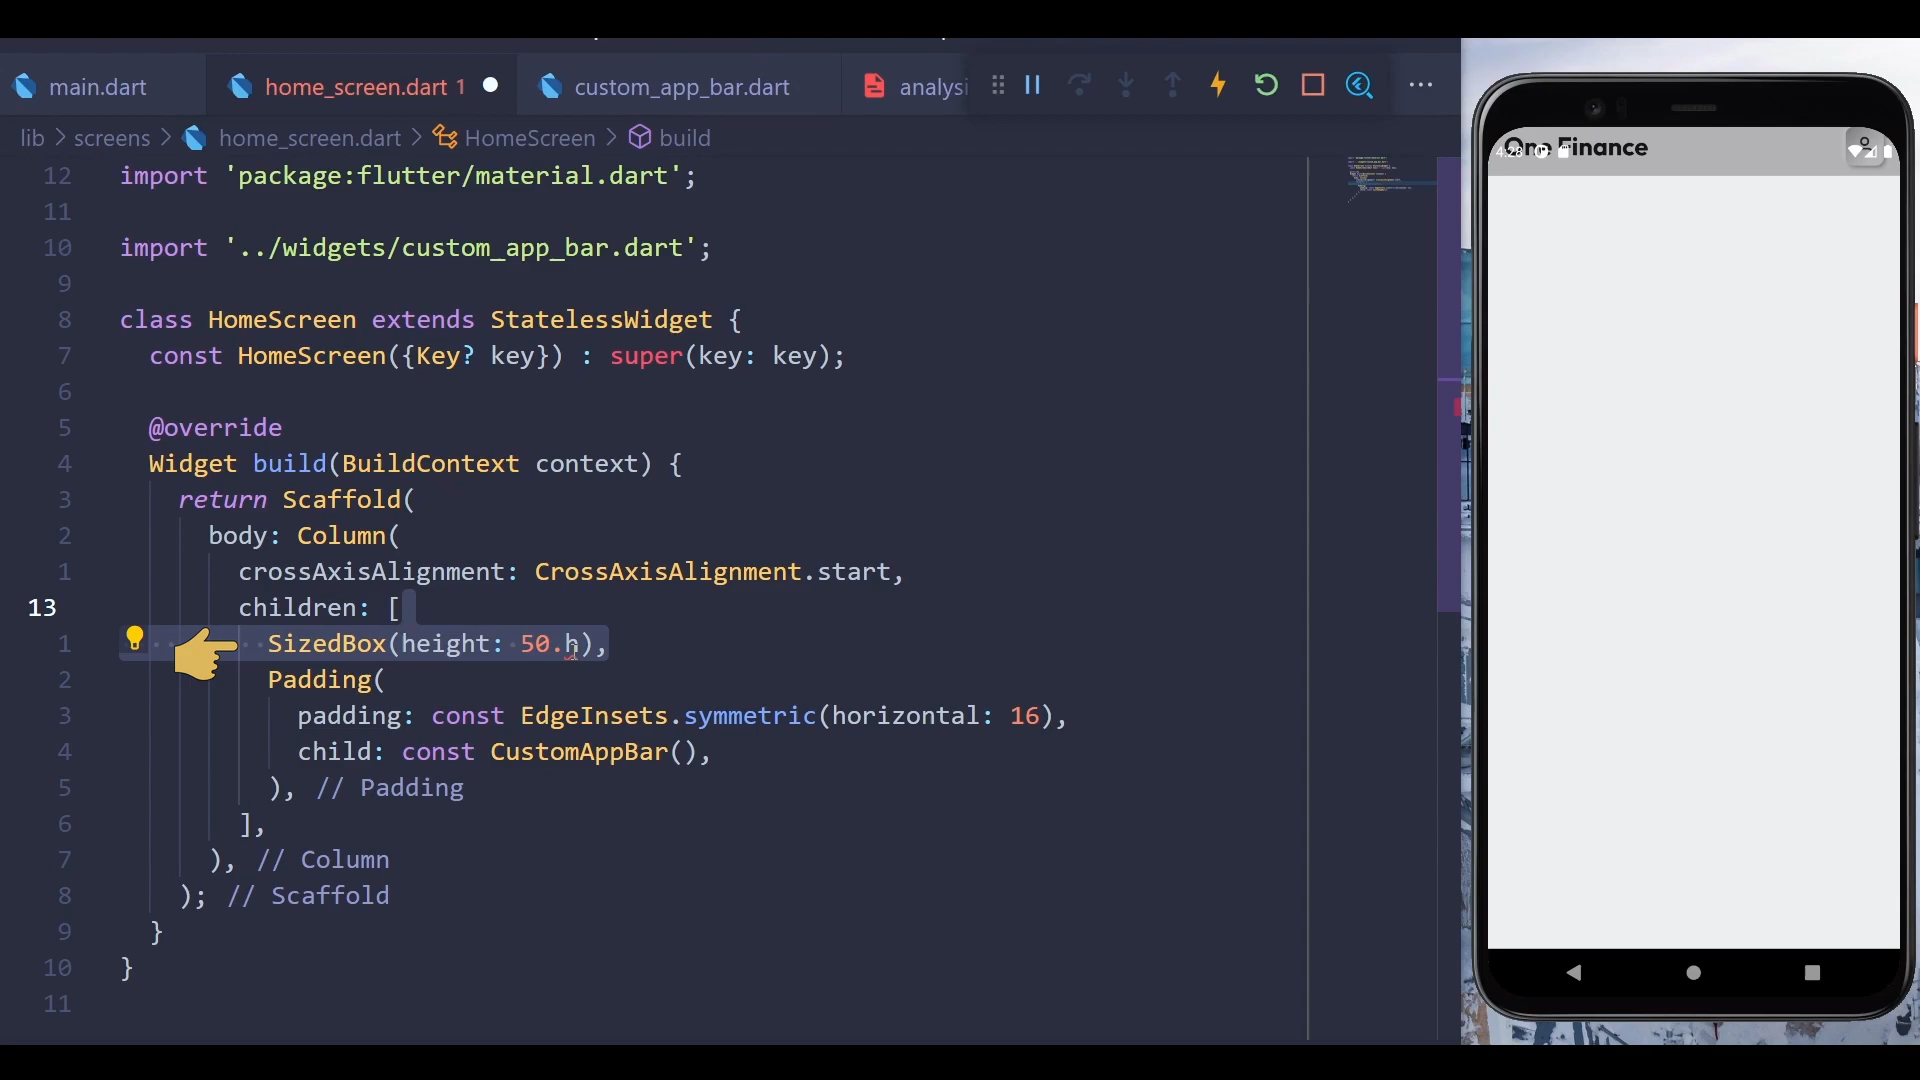 main.dart
home_screen.dart 1
custom_app_bar.dart
analysi
lib > screens > home_screen.dart > HomeScreen > build
12 import 'package:flutter/material.dart';
11
10 import '../widgets/custom_app_bar.dart';
9
8 class HomeScreen extends StatelessWidget {
7 const HomeScreen({Key? key}) : super(key: key);
6
5 @override
4 Widget build(BuildContext context) {
3 return Scaffold(
2 body: Column(
1 crossAxisAlignment: CrossAxisAlignment.start,
13 children: [
1 SizedBox(height: 50.h),
2 Padding(
3 padding: const EdgeInsets.symmetric(horizontal: 16),
4 child: const CustomAppBar(),
5 ), // Padding
6 ],
7 ), // Column
8 ); // Scaffold
9 }
10 }
11
One Finance
4:28